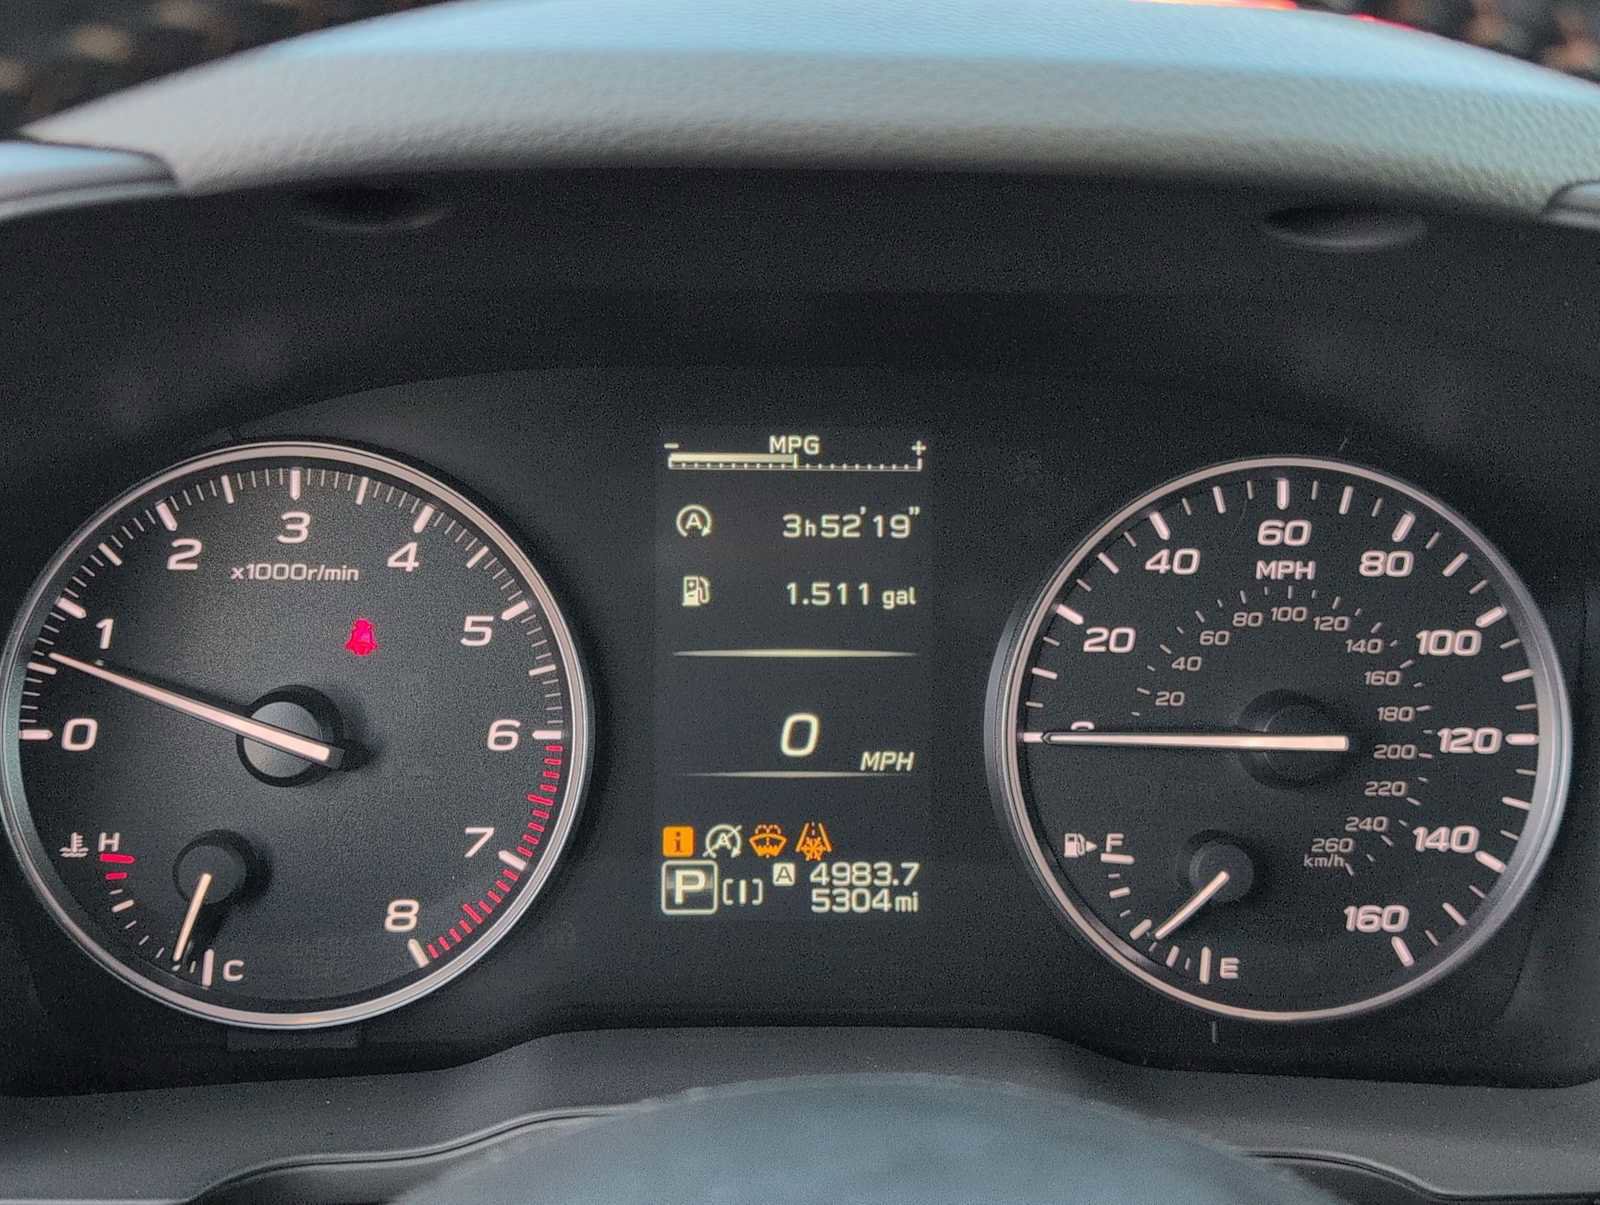 - MPG +
A 3h52'19"
1.511 gal
0
MPH
i A
P [I] A 4983.7
5304mi
0 1 2 3 4 5 6 7 8
x1000r/min
H
C
0 20 40 60 80 100 120 140 160
MPH
20 40 60 80 100 120 140 160 180 200 220 240 260
km/h
F
E